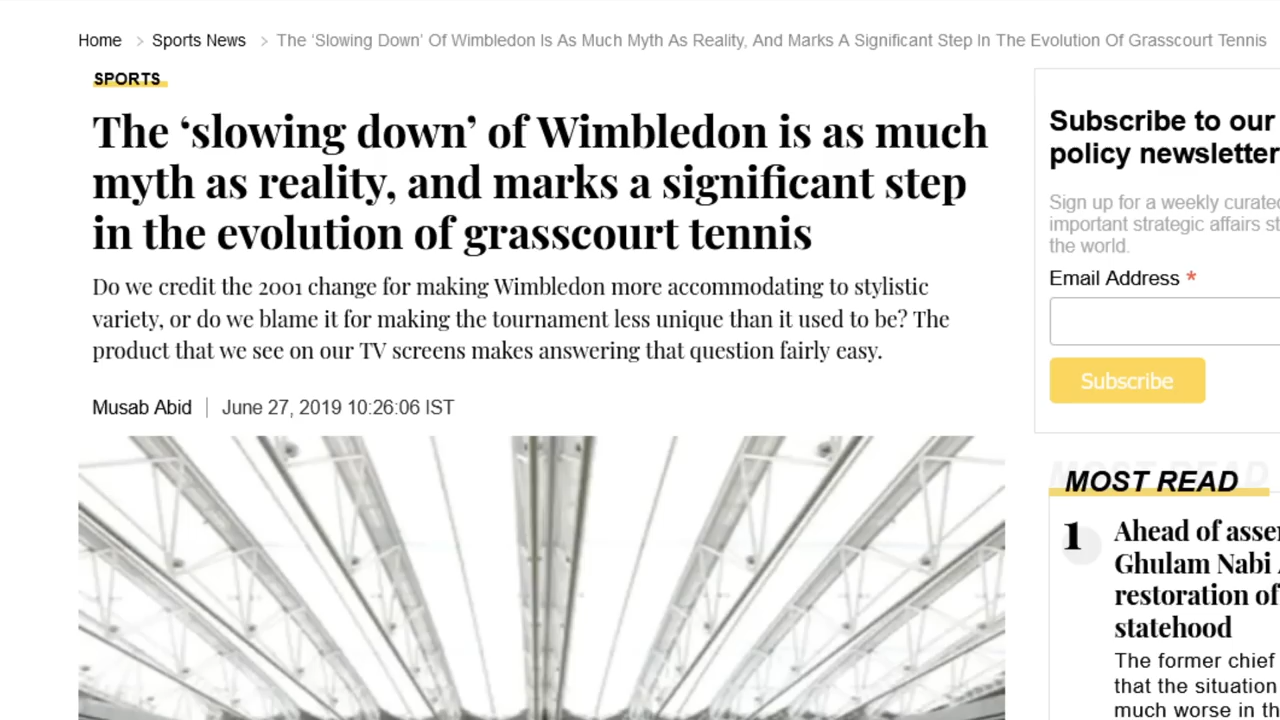 Home > Sports News > The ‘Slowing Down’ Of Wimbledon Is As Much Myth As Reality, And Marks A Significant Step In The Evolution Of Grasscourt Tennis
SPORTS
The ‘slowing down’ of Wimbledon is as much
myth as reality, and marks a significant step
in the evolution of grasscourt tennis
Do we credit the 2001 change for making Wimbledon more accommodating to stylistic
variety, or do we blame it for making the tournament less unique than it used to be? The
product that we see on our TV screens makes answering that question fairly easy.
Musab Abid | June 27, 2019 10:26:06 IST
Subscribe to our
policy newsletter
Sign up for a weekly curated
important strategic affairs st
the world.
Email Address *
Subscribe
MOST READ
1
Ahead of asse
Ghulam Nabi
restoration of
statehood
The former chief
that the situation
much worse in th